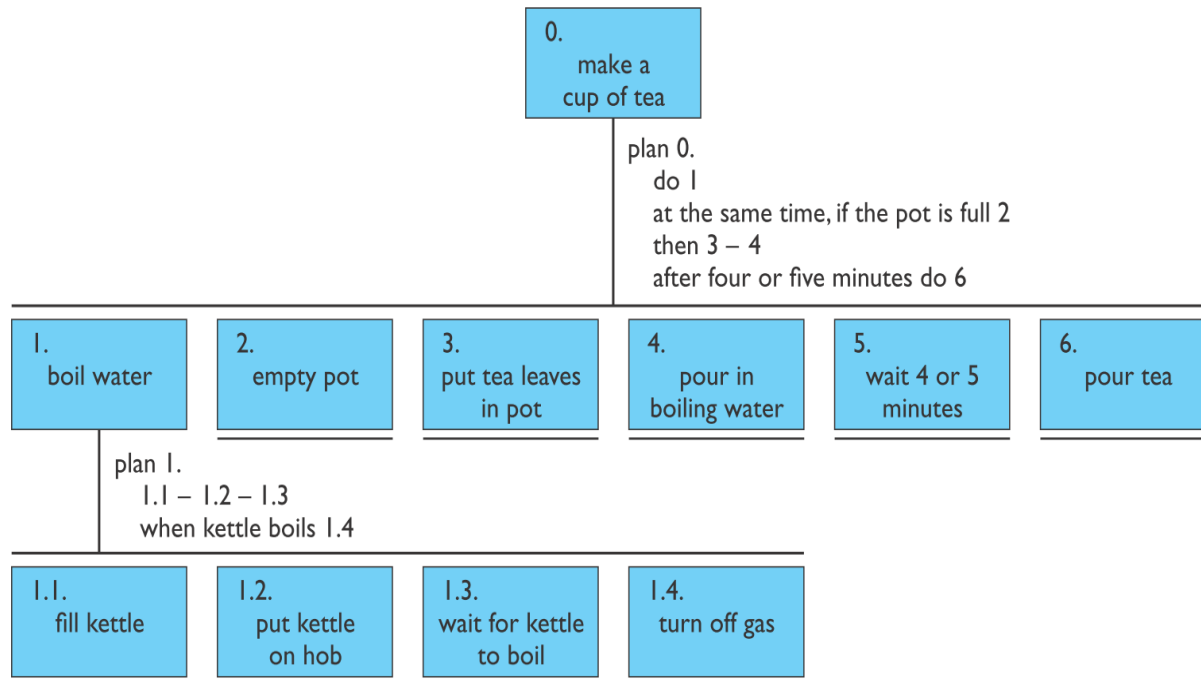 0.
make a
cup of tea
plan 0.
do 1
at the same time, if the pot is full 2
then 3 – 4
after four or five minutes do 6
1.
boil water
2.
empty pot
3.
put tea leaves
in pot
4.
pour in
boiling water
5.
wait 4 or 5
minutes
6.
pour tea
plan 1.
1.1 – 1.2 – 1.3
when kettle boils 1.4
1.1.
fill kettle
1.2.
put kettle
on hob
1.3.
wait for kettle
to boil
1.4.
turn off gas